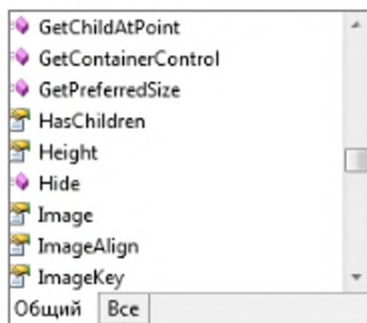 GetChildAtPoint
GetContainerControl
GetPreferredSize
HasChildren
Height
Hide
Image
ImageAlign
ImageKey
Общий Все